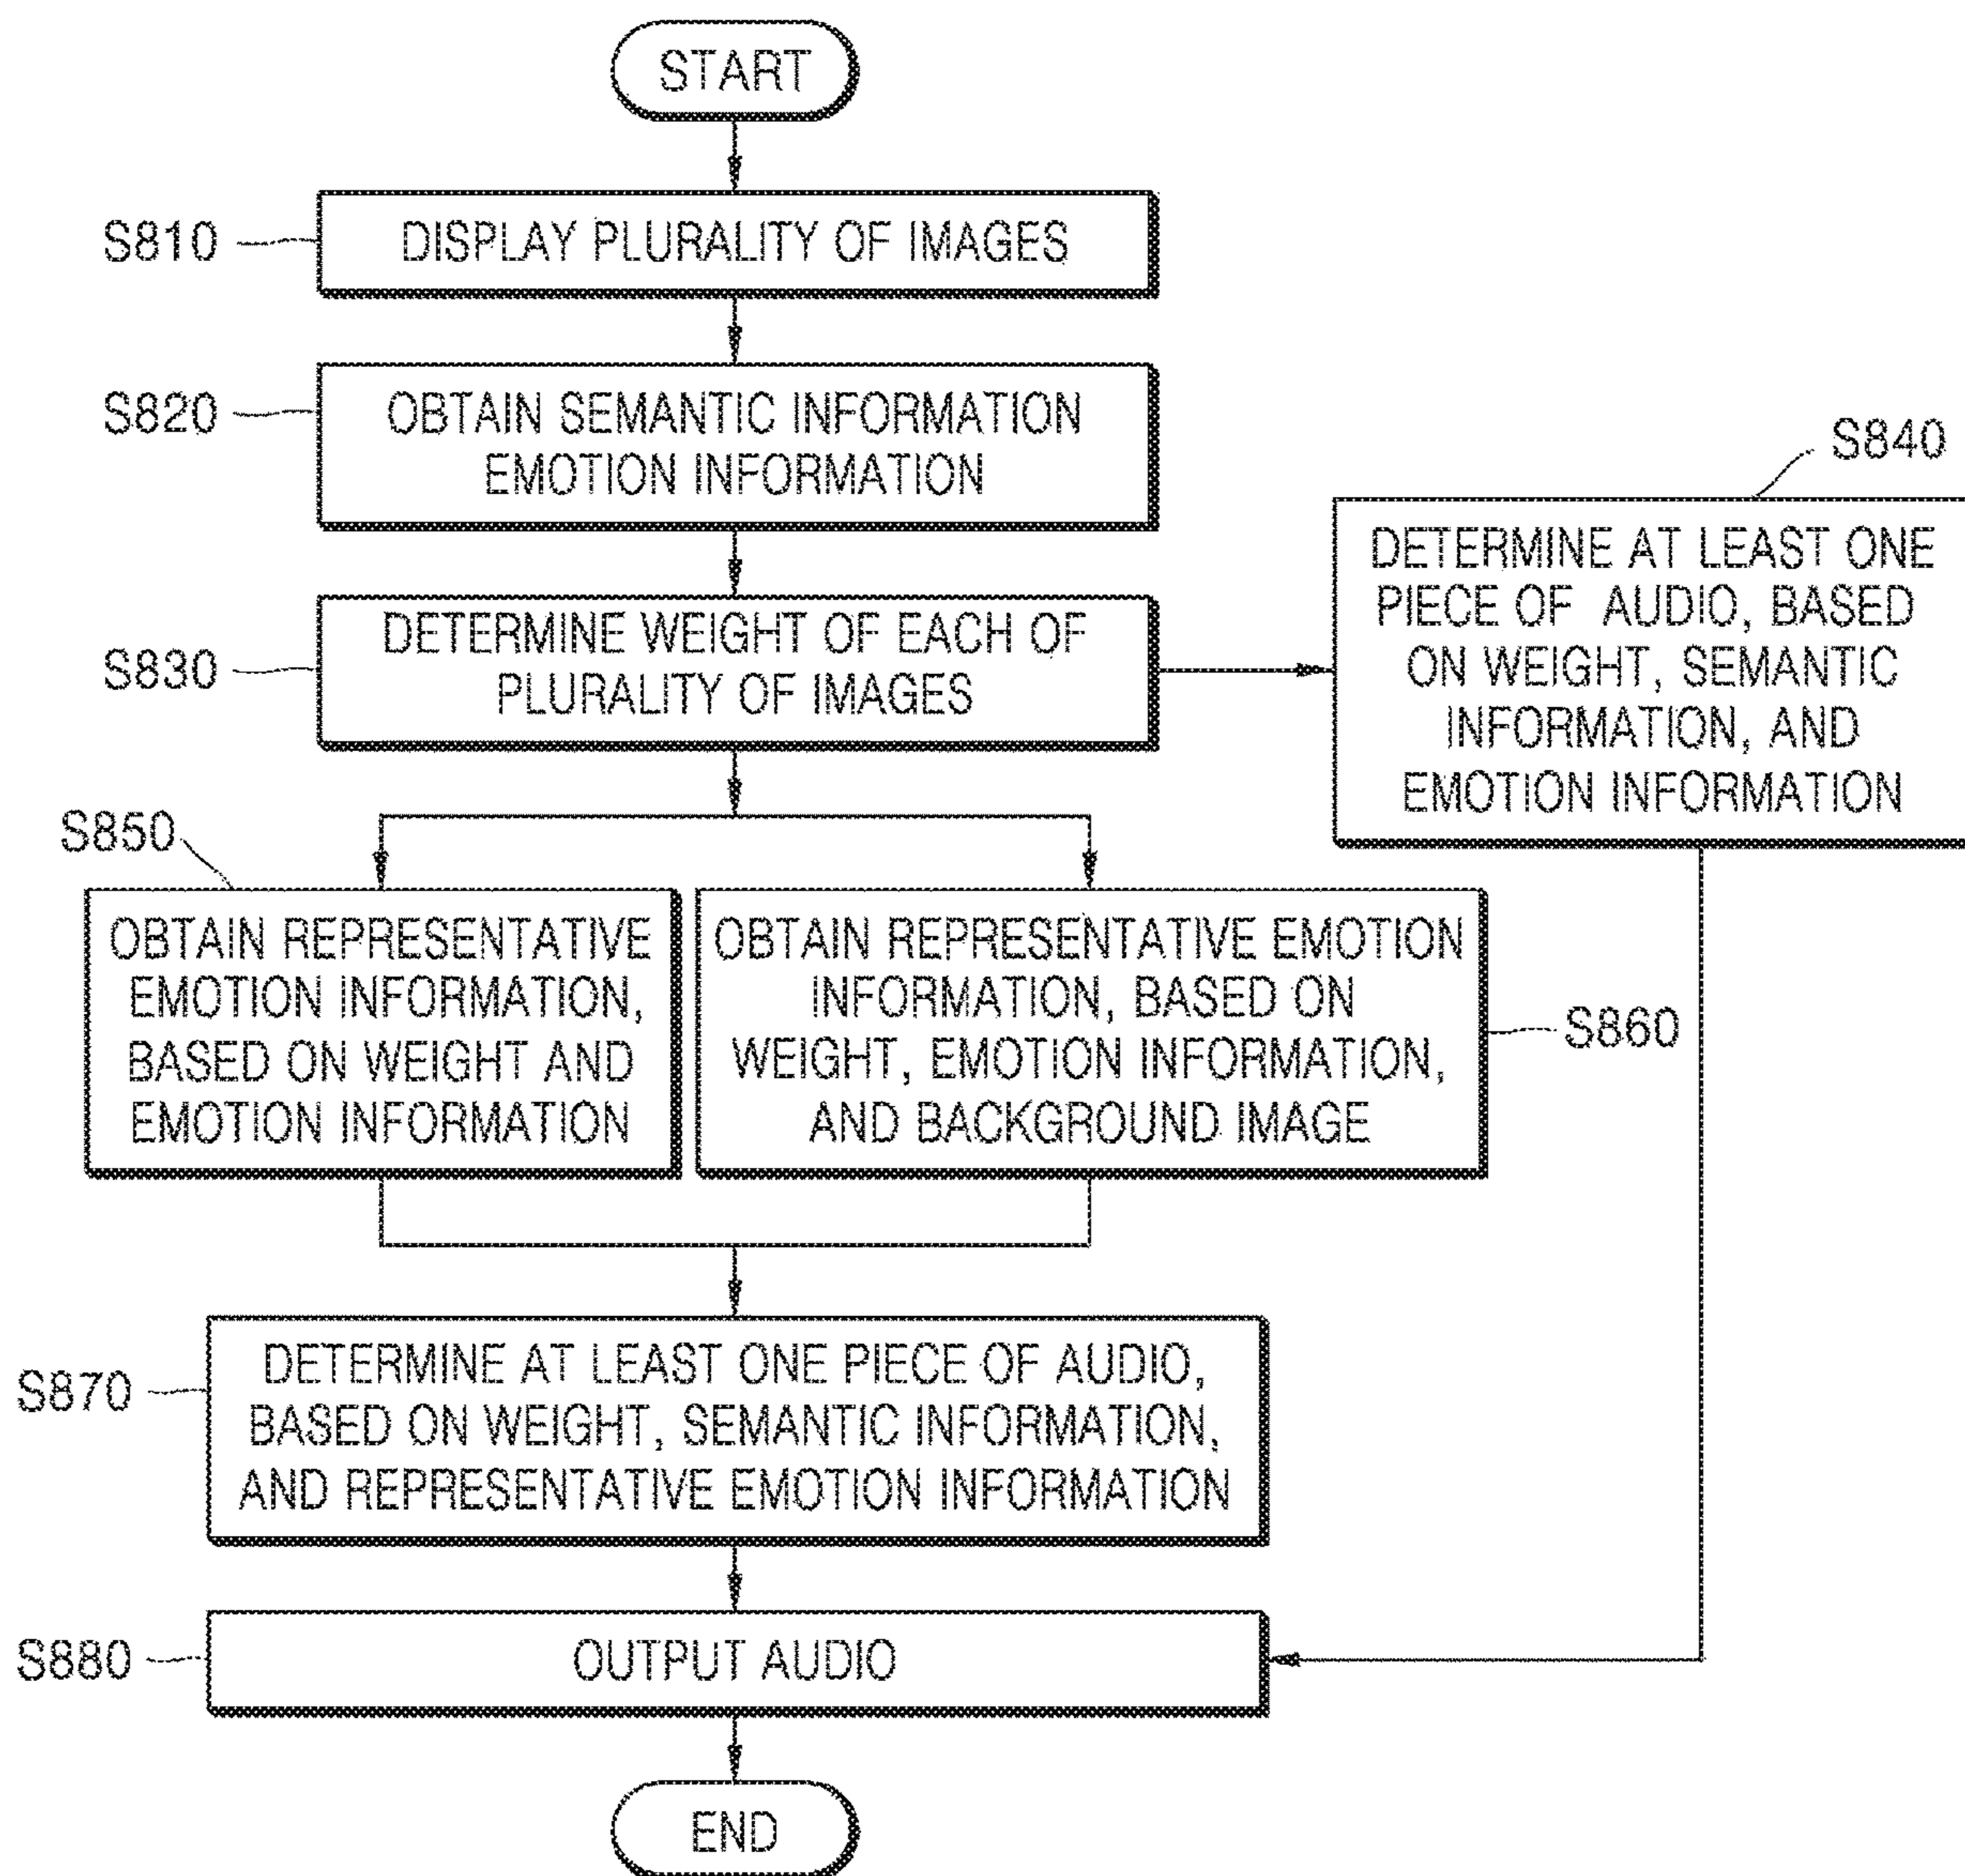 START
S810
DISPLAY PLURALITY OF IMAGES
S820
OBTAIN SEMANTIC INFORMATION
EMOTION INFORMATION
S830
DETERMINE WEIGHT OF EACH OF
PLURALITY OF IMAGES
S840
DETERMINE AT LEAST ONE
PIECE OF AUDIO, BASED
ON WEIGHT, SEMANTIC
INFORMATION, AND
EMOTION INFORMATION
S850
OBTAIN REPRESENTATIVE
EMOTION INFORMATION,
BASED ON WEIGHT AND
EMOTION INFORMATION
OBTAIN REPRESENTATIVE EMOTION
INFORMATION, BASED ON
WEIGHT, EMOTION INFORMATION,
AND BACKGROUND IMAGE
S860
S870
DETERMINE AT LEAST ONE PIECE OF AUDIO,
BASED ON WEIGHT, SEMANTIC INFORMATION,
AND REPRESENTATIVE EMOTION INFORMATION
S880
OUTPUT AUDIO
END